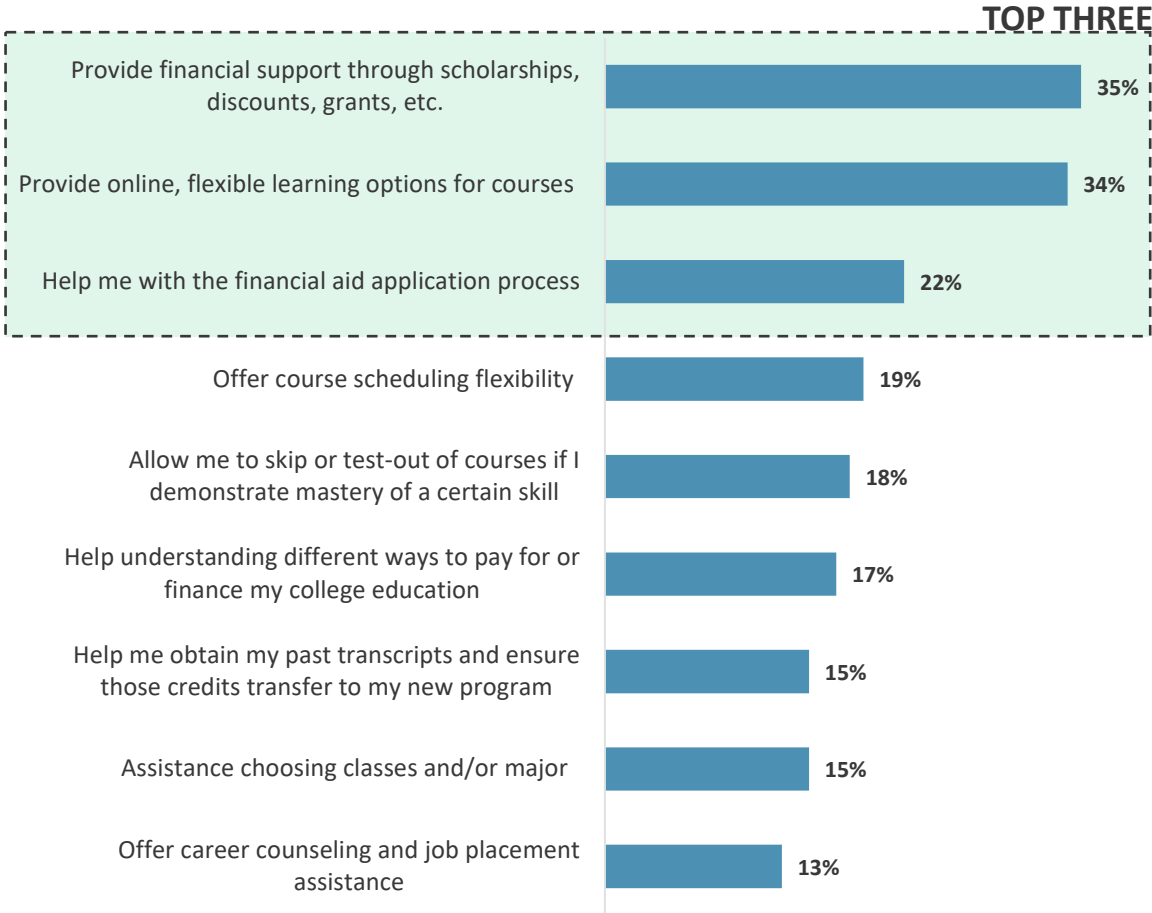 TOP THREE
Provide financial support through scholarships,
discounts, grants, etc.
35%
Provide online, flexible learning options for courses
34%
Help me with the financial aid application process
22%
Offer course scheduling flexibility
19%
Allow me to skip or test-out of courses if I
demonstrate mastery of a certain skill
18%
Help understanding different ways to pay for or
finance my college education
17%
Help me obtain my past transcripts and ensure
those credits transfer to my new program
15%
Assistance choosing classes and/or major
15%
Offer career counseling and job placement
assistance
13%